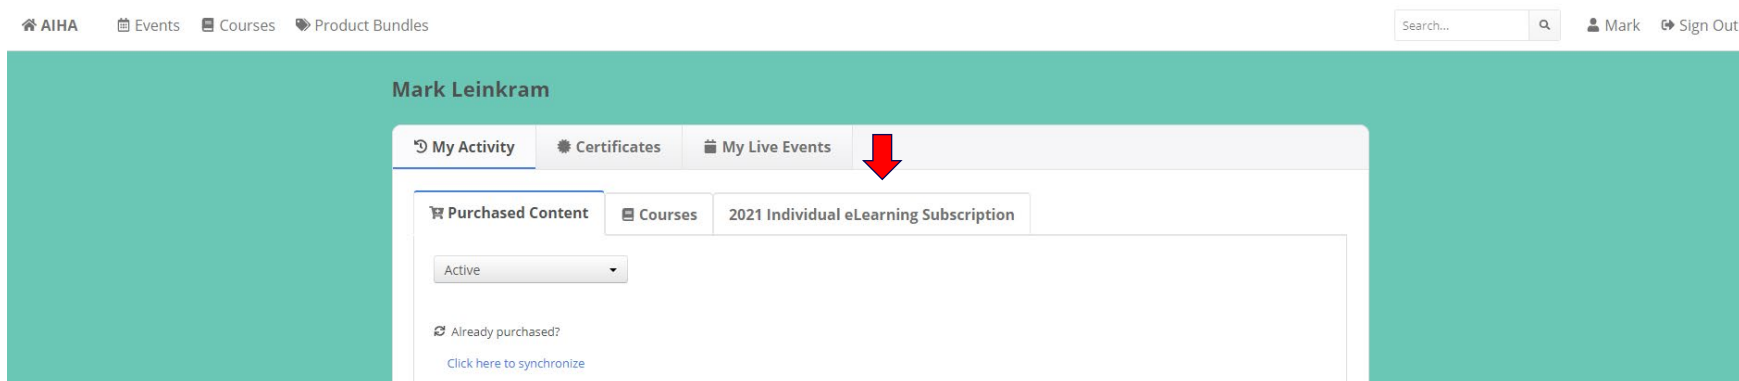 AIHA Events Courses Product Bundles Search... Mark Sign Out
Mark Leinkram
My Activity Certificates My Live Events
Purchased Content Courses 2021 Individual eLearning Subscription
Active
Already purchased?
Click here to synchronize